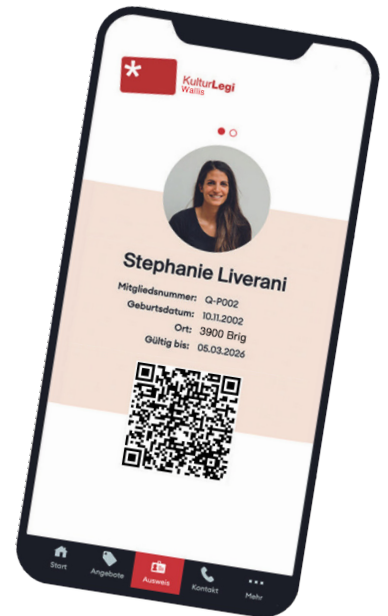 KulturLegi
Wallis
Stephanie Liverani
Mitgliedsnummer: Q-P002
Geburtsdatum: 10.11.2002
Ort: 3900 Brig
Gültig bis: 05.03.2026
Start
Angebote
Ausweis
Kontakt
Mehr